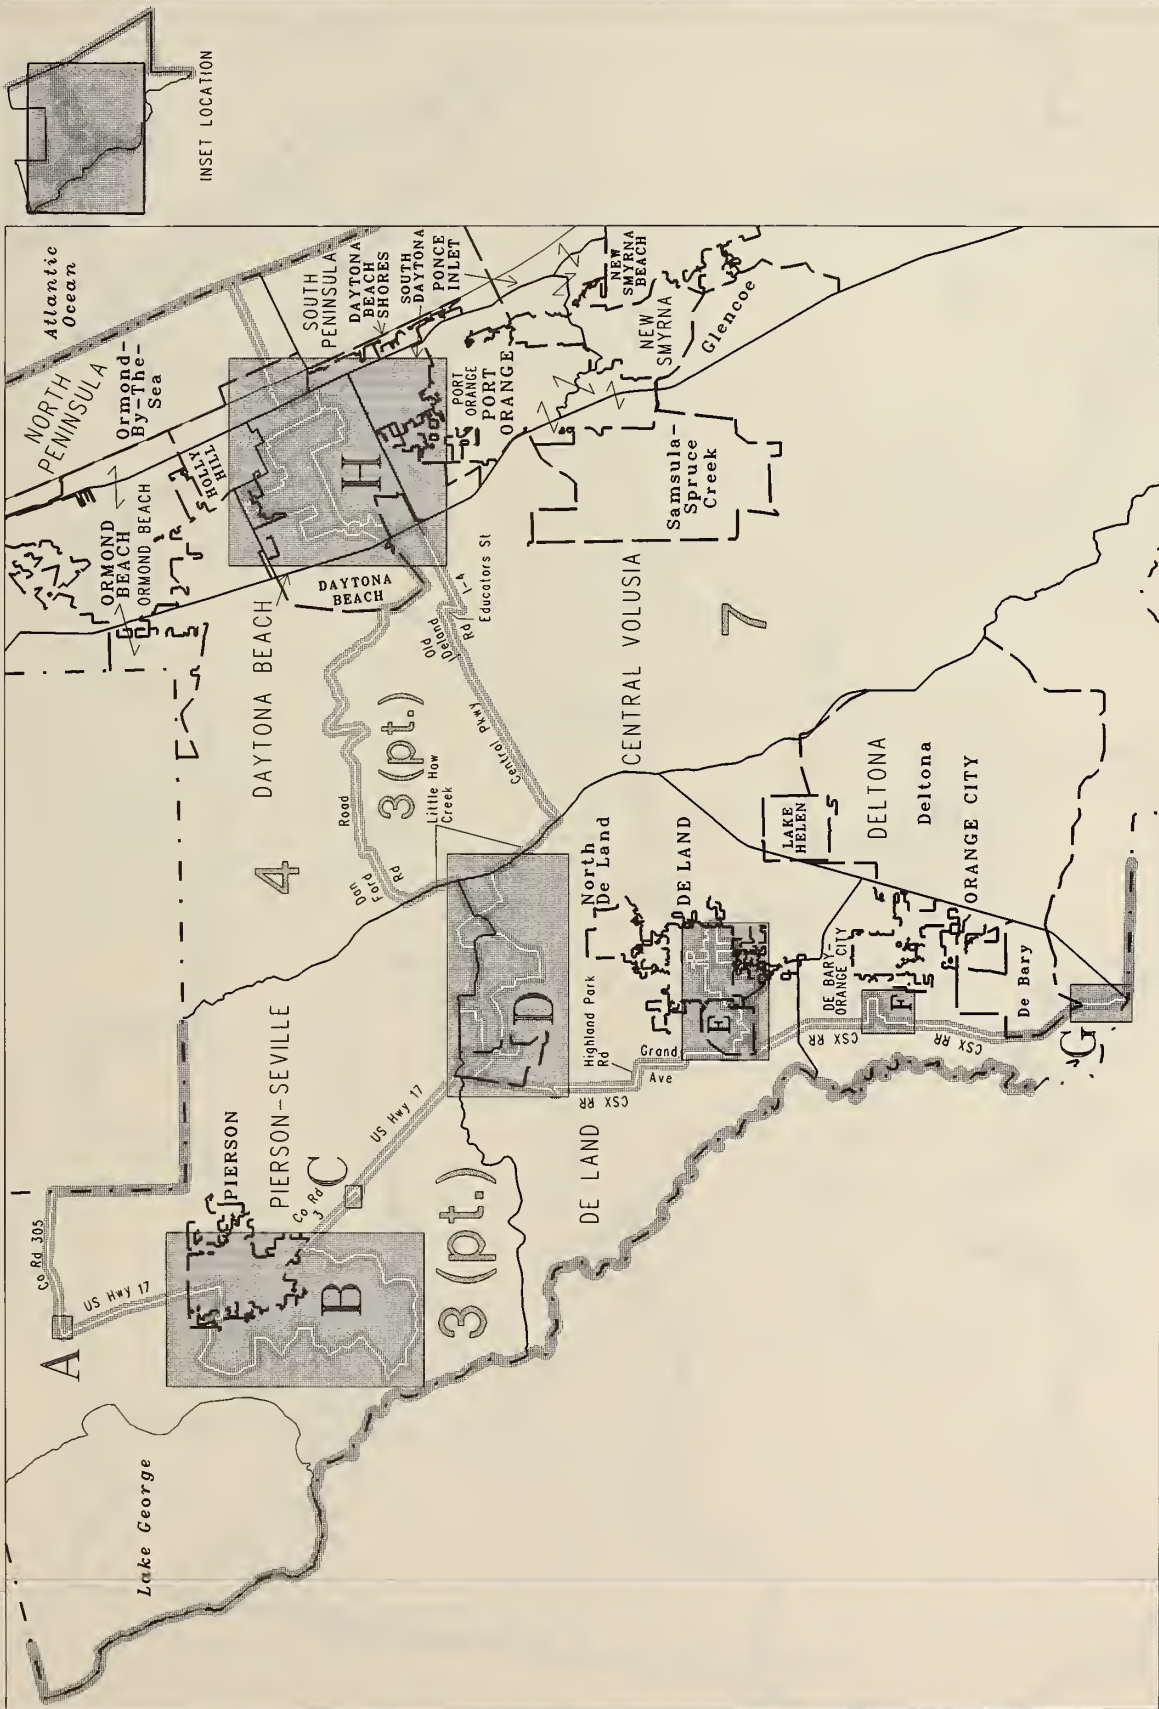 INSET LOCATION
Atlantic
Ocean
NORTH
PENINSULA
Ormond-
By-The-
Sea
ORMOND
BEACH
ORMOND BEACH
HOLLY
HILL
SOUTH
PENINSULA
DAYTONA
BEACH
SHORES
SOUTH
DAYTONA
PONCE
INLET
H
PORT
ORANGE
PORT
ORANGE
NEW
SMYRNA
BEACH
NEW
SMYRNA
Glencoe
DAYTONA
BEACH
DAYTONA BEACH
4
Old
Deland
Rd
I-4
Educators St
Samsula-
Spruce
Creek
3 (pt.)
Road
Dan
Ford
Rd
Little Haw
Creek
Central Pkwy
CENTRAL VOLUSIA
7
LAKE
HELEN
DELTONA
Deltona
North
De Land
DE LAND
ORANGE CITY
DE BARY-
ORANGE CITY
De Bary
D
E
F
G
Highland Park
Rd
Grand
Ave
CSX RR
CSX RR
CSX RR
DE LAND
PIERSON-SEVILLE
PIERSON
US Hwy 17
C
Co Rd
3
3 (pt.)
B
Co Rd 305
US Hwy 17
A
Lake George